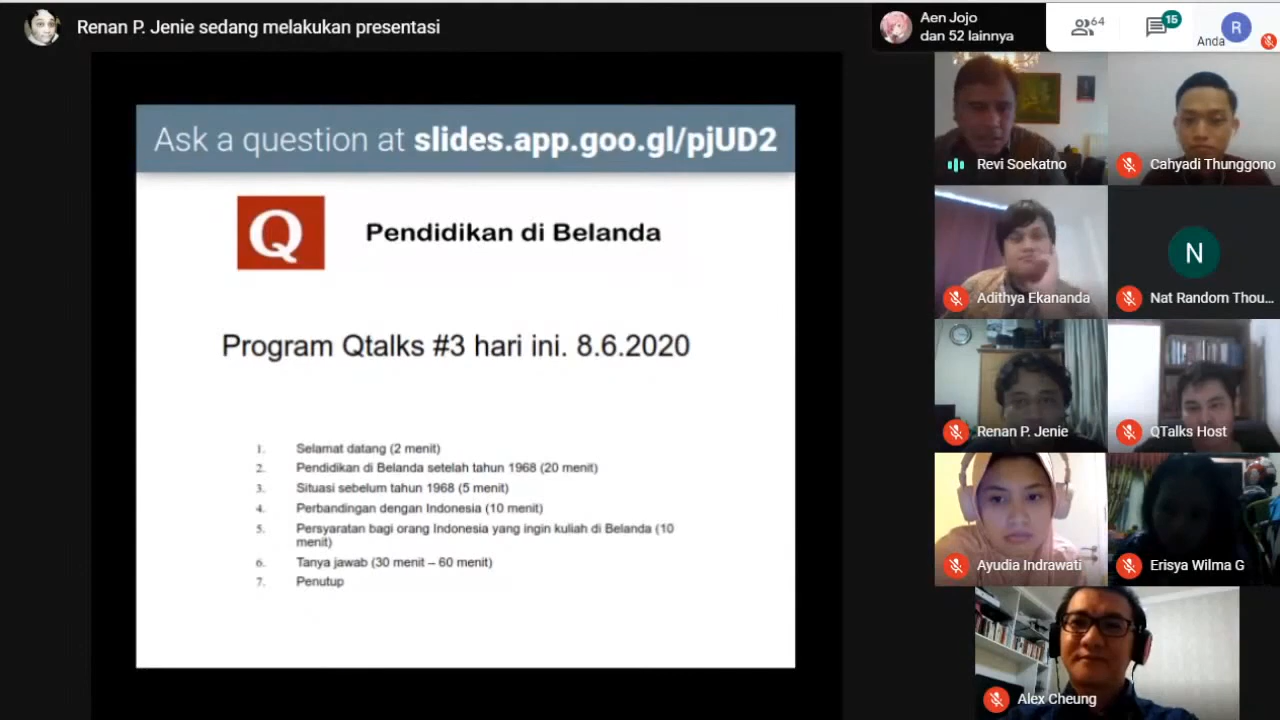 Renan P. Jenie sedang melakukan presentasi
Aen Jojo
dan 52 lainnya
64
15
Anda
R
Ask a question at slides.app.goo.gl/pjUD2
Q
Pendidikan di Belanda
Program Qtalks #3 hari ini. 8.6.2020
1. Selamat datang (2 menit)
2. Pendidikan di Belanda setelah tahun 1968 (20 menit)
3. Situasi sebelum tahun 1968 (5 menit)
4. Perbandingan dengan Indonesia (10 menit)
5. Persyaratan bagi orang Indonesia yang ingin kuliah di Belanda (10
menit)
6. Tanya jawab (30 menit – 60 menit)
7. Penutup
Revi Soekatno
Cahyadi Thunggono
Adithya Ekananda
N
Nat Random Thou...
Renan P. Jenie
QTalks Host
Ayudia Indrawati
Erisya Wilma G
Alex Cheung